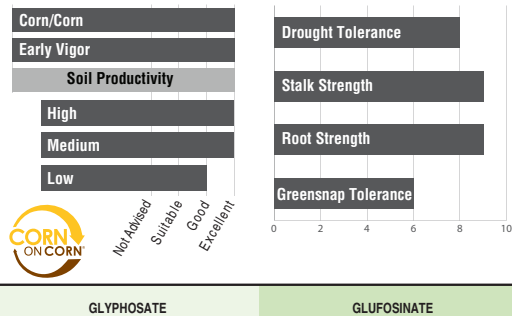 Corn/Corn
Early Vigor
Soil Productivity
High
Medium
Low
Not Advised
Suitable
Good
Excellent
CORN
ON CORN®
Drought Tolerance
Stalk Strength
Root Strength
Greensnap Tolerance
0 2 4 6 8 10
GLYPHOSATE
GLUFOSINATE